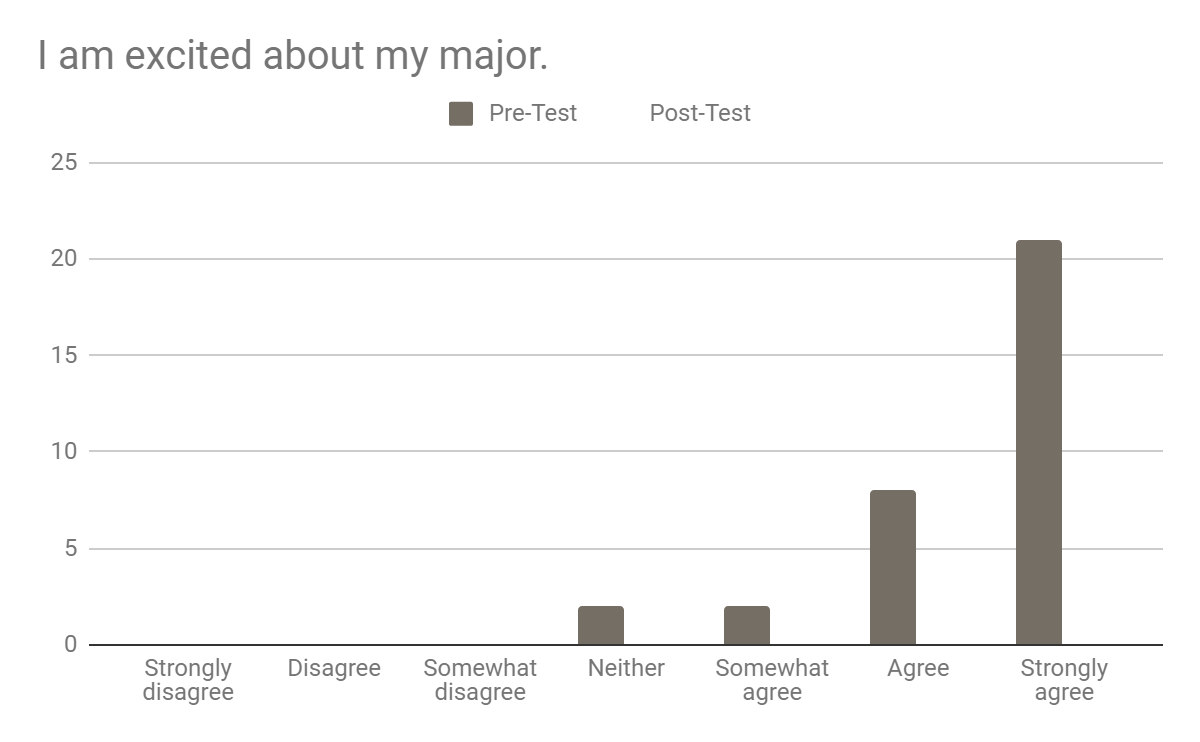 I am excited about my major.
Pre-Test Post-Test
25
20
15
10
5
0
Strongly disagree
Disagree
Somewhat disagree
Neither
Somewhat agree
Agree
Strongly agree